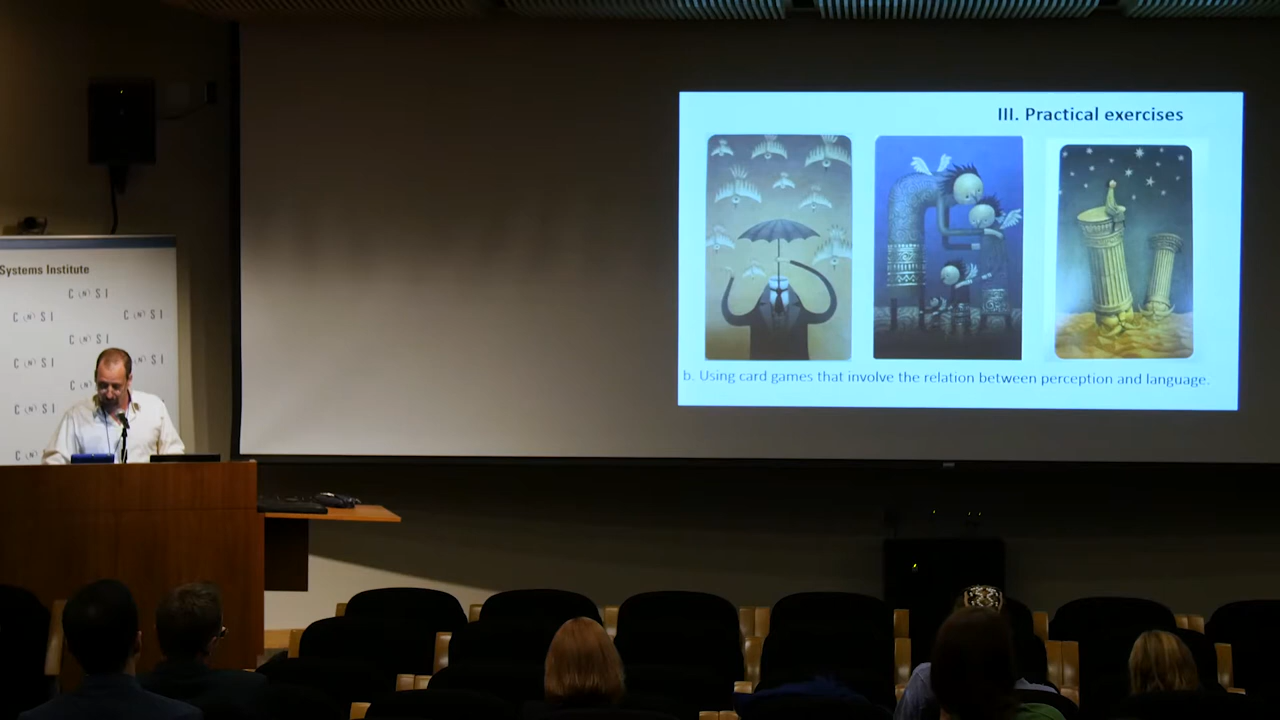 III. Practical exercises
b. Using card games that involve the relation between perception and language.
Systems Institute
C (N) S I
C (N) S I
C (N) S I
C (N) S I
C (N) S I
C (N) S I
C (N) S I